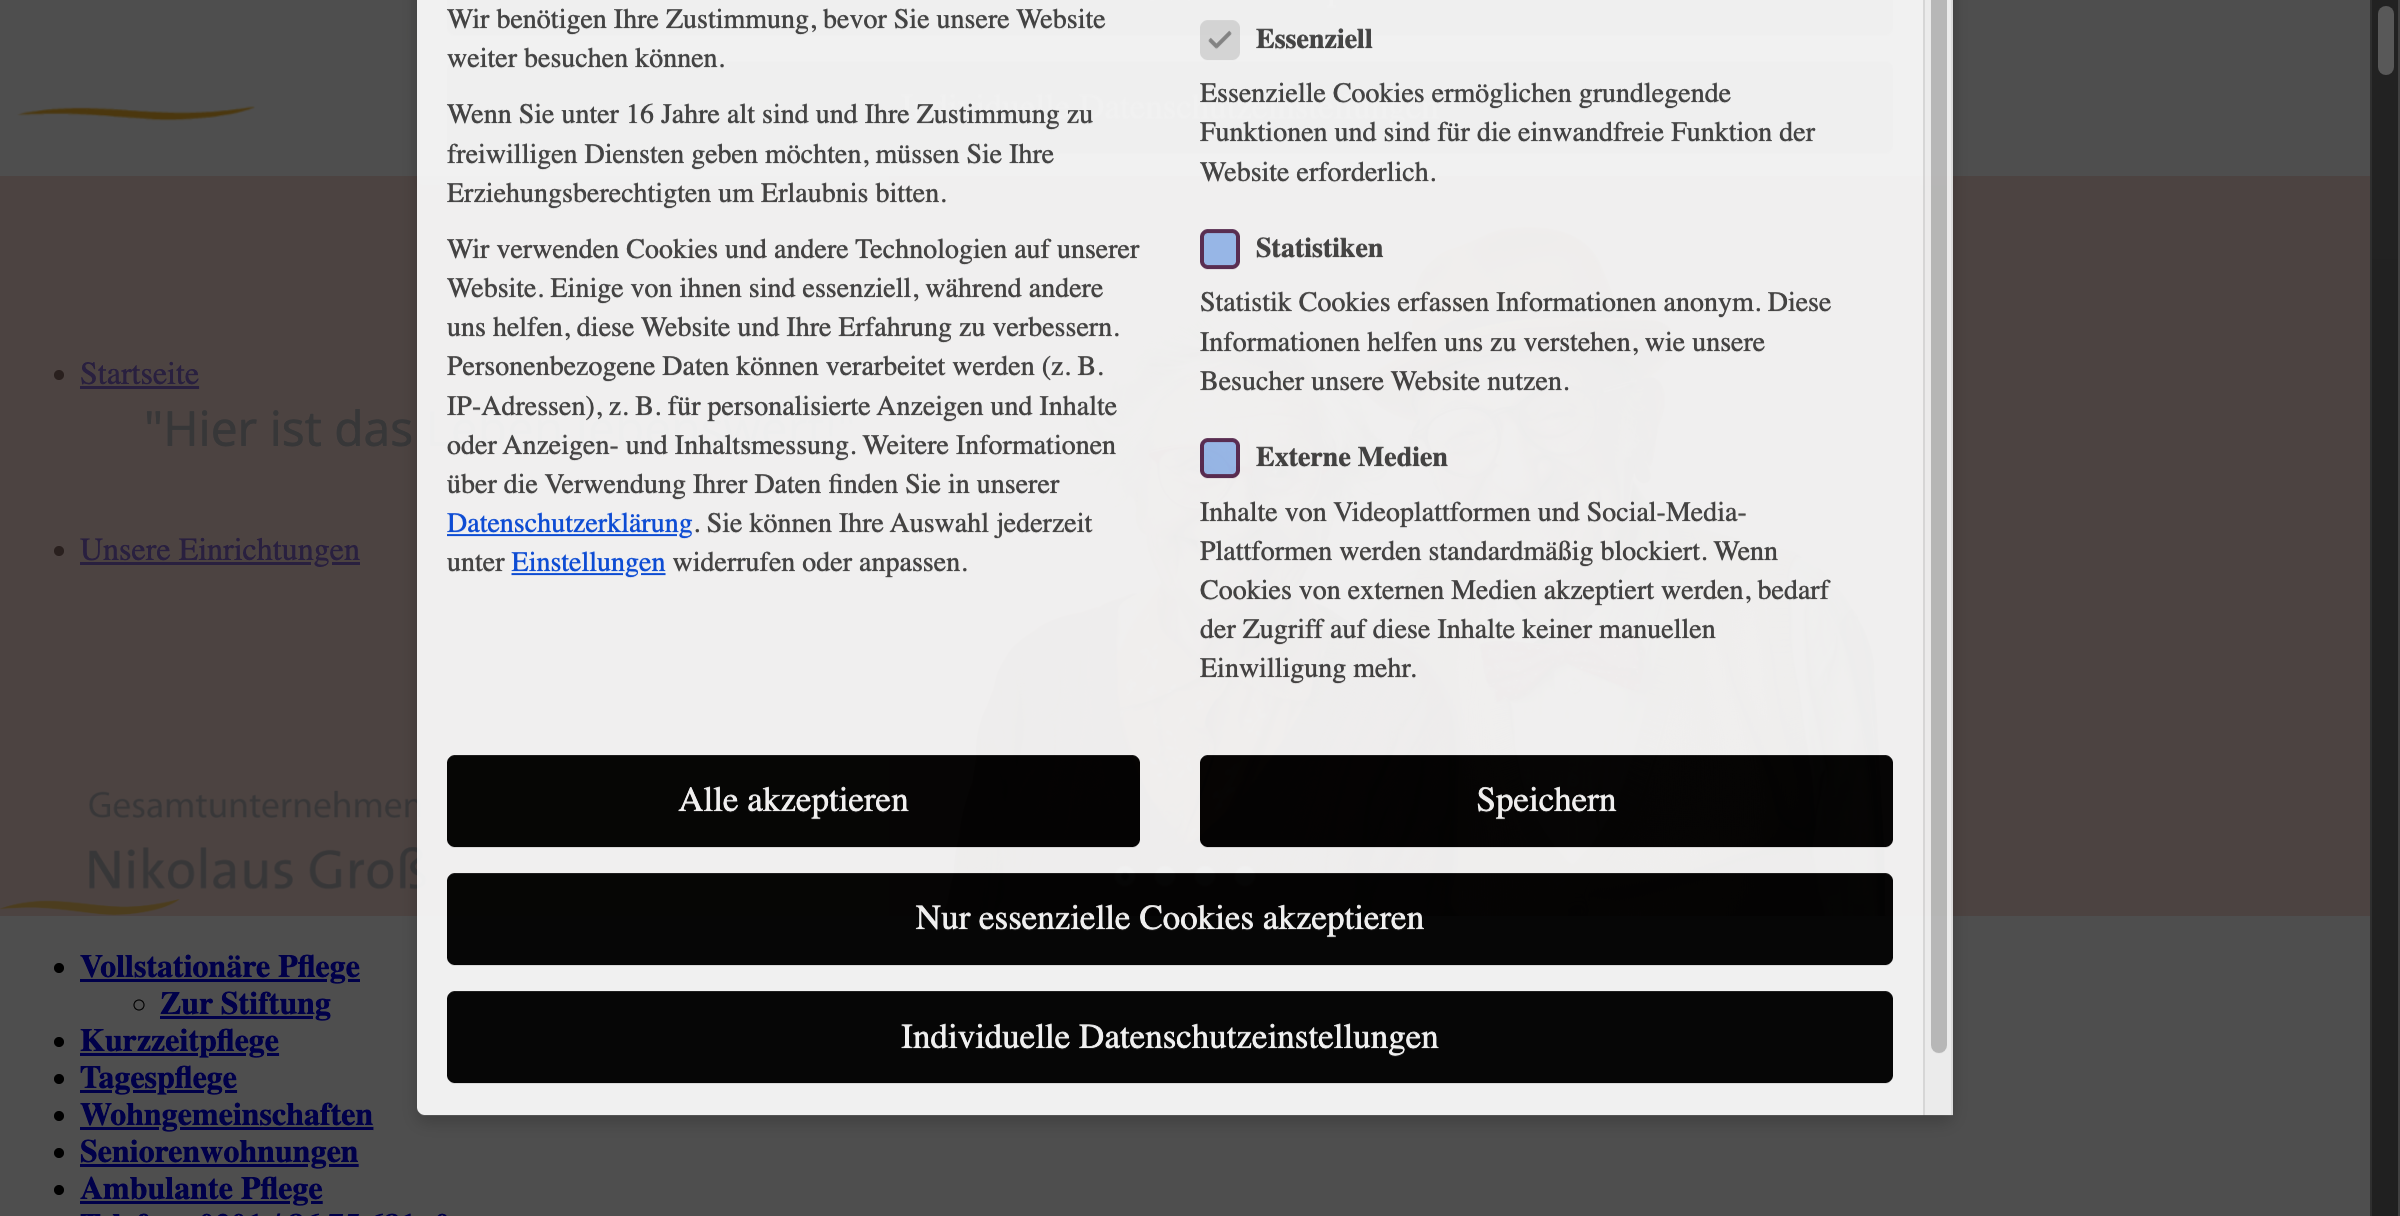 Wir benötigen Ihre Zustimmung, bevor Sie unsere Website
weiter besuchen können.
Wenn Sie unter 16 Jahre alt sind und Ihre Zustimmung zu
freiwilligen Diensten geben möchten, müssen Sie Ihre
Erziehungsberechtigten um Erlaubnis bitten.
Wir verwenden Cookies und andere Technologien auf unserer
Website. Einige von ihnen sind essenziell, während andere
uns helfen, diese Website und Ihre Erfahrung zu verbessern.
Personenbezogene Daten können verarbeitet werden (z. B.
IP-Adressen), z. B. für personalisierte Anzeigen und Inhalte
oder Anzeigen- und Inhaltsmessung. Weitere Informationen
über die Verwendung Ihrer Daten finden Sie in unserer
Datenschutzerklärung. Sie können Ihre Auswahl jederzeit
unter Einstellungen widerrufen oder anpassen.
Essenziell
Essenzielle Cookies ermöglichen grundlegende
Funktionen und sind für die einwandfreie Funktion der
Website erforderlich.
Statistiken
Statistik Cookies erfassen Informationen anonym. Diese
Informationen helfen uns zu verstehen, wie unsere
Besucher unsere Website nutzen.
Externe Medien
Inhalte von Videoplattformen und Social-Media-
Plattformen werden standardmäßig blockiert. Wenn
Cookies von externen Medien akzeptiert werden, bedarf
der Zugriff auf diese Inhalte keiner manuellen
Einwilligung mehr.
Alle akzeptieren
Speichern
Nur essenzielle Cookies akzeptieren
Individuelle Datenschutzeinstellungen
Startseite
"Hier ist das
Unsere Einrichtungen
Gesamtunternehmen
Nikolaus Groß
Vollstationäre Pflege
Zur Stiftung
Kurzzeitpflege
Tagespflege
Wohngemeinschaften
Seniorenwohnungen
Ambulante Pflege